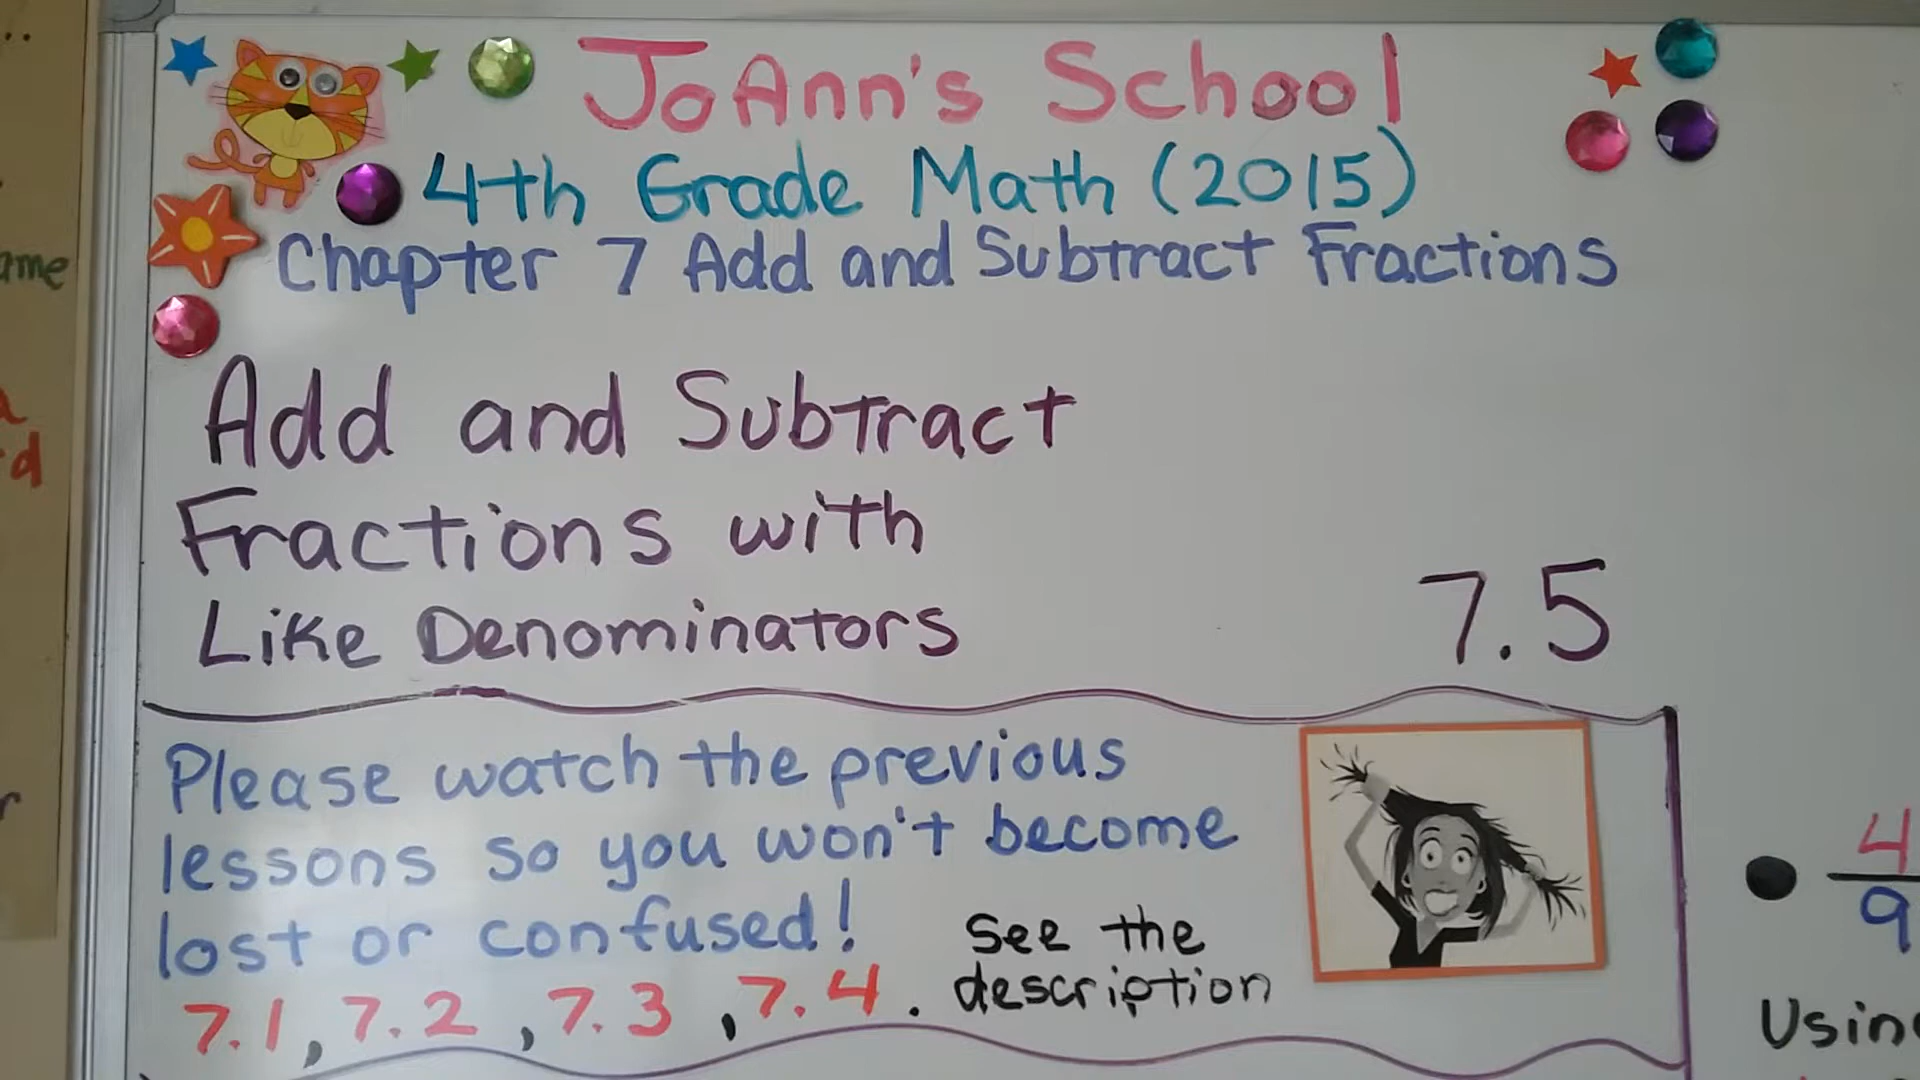 JoAnn's School
4th Grade Math (2015)
Chapter 7 Add and Subtract Fractions
Add and Subtract
Fractions with
Like Denominators
7.5
Please watch the previous
lessons so you won't become
lost or confused!
7.1, 7.2, 7.3, 7.4.
See the
description
4
9
ame